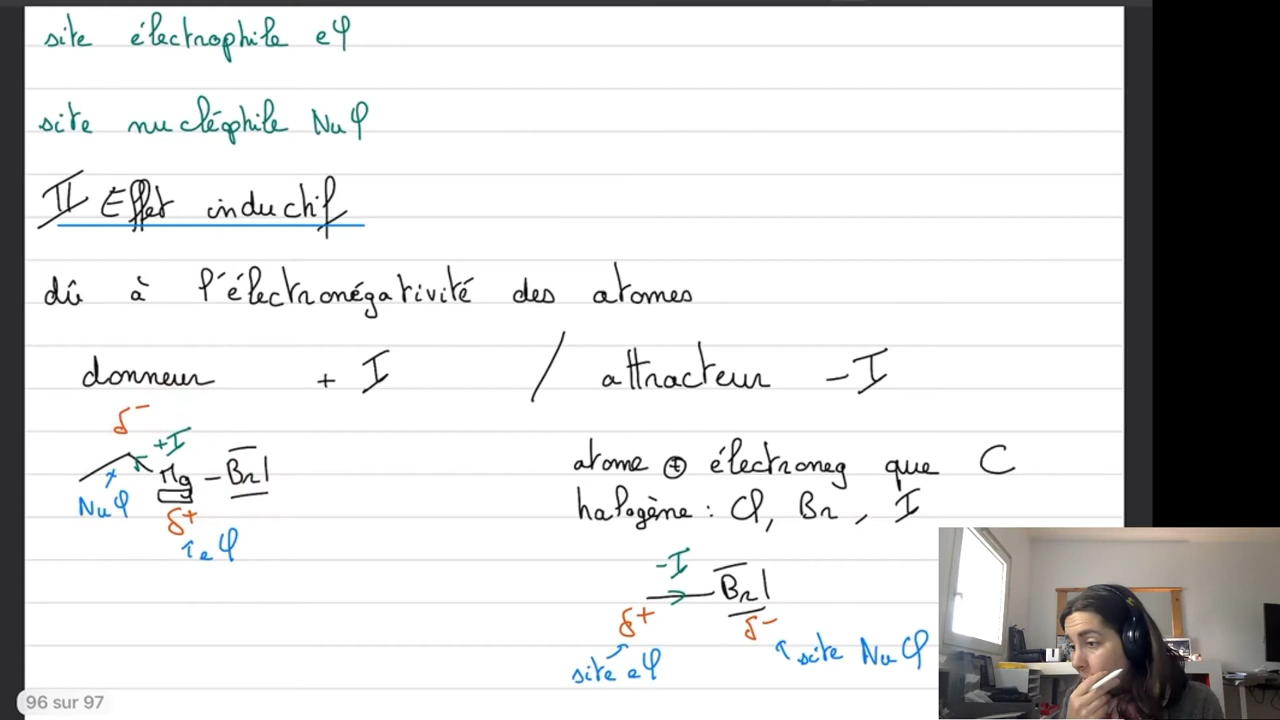 site électrophile eφ
site nucléophile Nuφ
II Effet inductif
dû à l'électronégativité des atomes
donneur + I / attracteur - I
δ-
+I
Mg - Br
Nuφ
δ+
eφ
atome ⊕ électroneg que C
halogène : Cl, Br, I
-I
Br
δ+ δ-
site eφ site Nuφ
96 sur 97